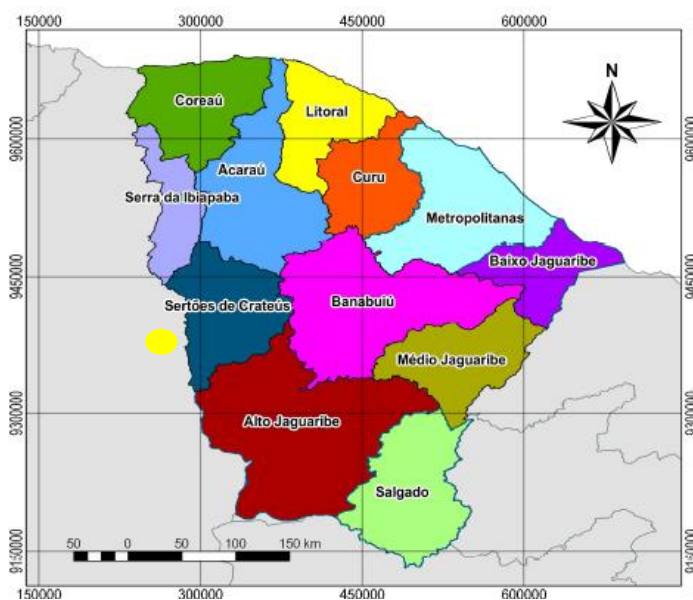 150000 300000 450000 600000
N
Coreaú
Litoral
9600000 9600000
Acaraú
Curu
Serra da Ibiapaba
Metropolitanas
Baixo Jaguaribe
9450000 9450000
Sertões de Crateús
Banabuiú
Médio Jaguaribe
9300000 9300000
Alto Jaguaribe
Salgado
50 0 50 100 150 km
9150000 9150000
150000 300000 450000 600000